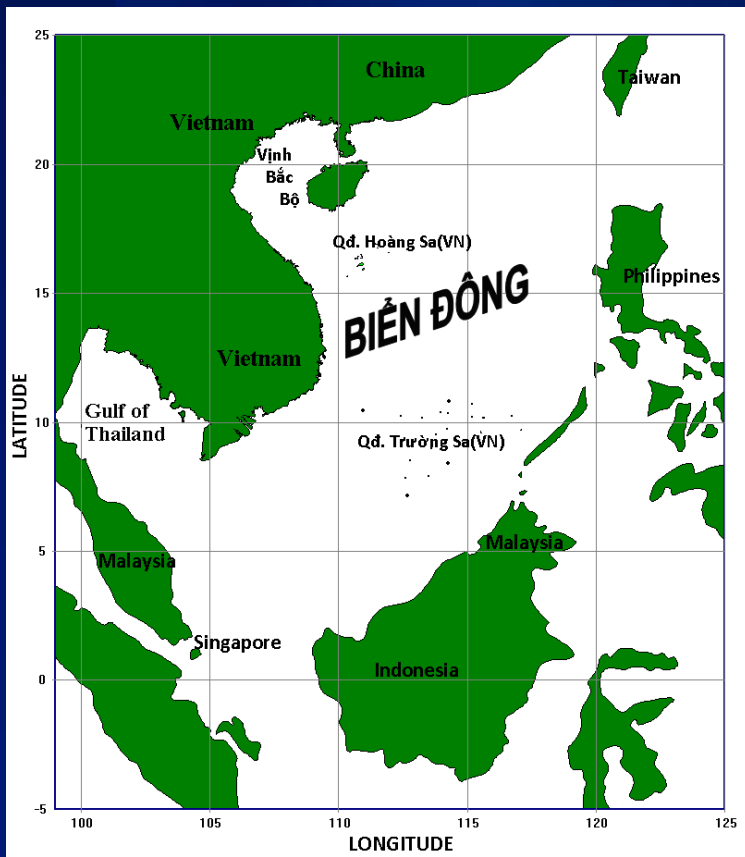 25
20
15
10
5
0
-5
LATITUDE
China
Taiwan
Vietnam
Vịnh
Bắc
Bộ
Qđ. Hoàng Sa(VN)
Philippines
BIỂN ĐÔNG
Vietnam
Gulf of
Thailand
Qđ. Trường Sa(VN)
Malaysia
Malaysia
Singapore
Indonesia
100 105 110 115 120 125
LONGITUDE